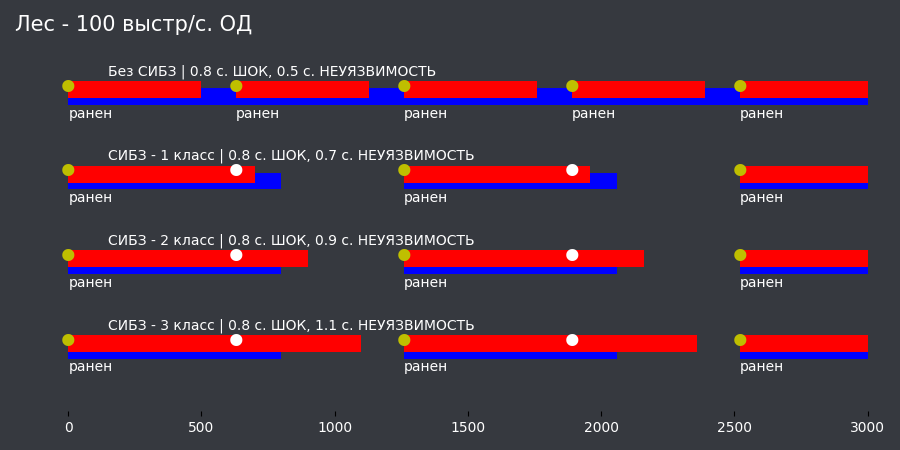 Лес - 100 выстр/с. ОД
Без СИБЗ | 0.8 с. ШОК, 0.5 с. НЕУЯЗВИМОСТЬ
ранен ранен ранен ранен ранен
СИБЗ - 1 класс | 0.8 с. ШОК, 0.7 с. НЕУЯЗВИМОСТЬ
ранен ранен ранен
СИБЗ - 2 класс | 0.8 с. ШОК, 0.9 с. НЕУЯЗВИМОСТЬ
ранен ранен ранен
СИБЗ - 3 класс | 0.8 с. ШОК, 1.1 с. НЕУЯЗВИМОСТЬ
ранен ранен ранен
0 500 1000 1500 2000 2500 3000